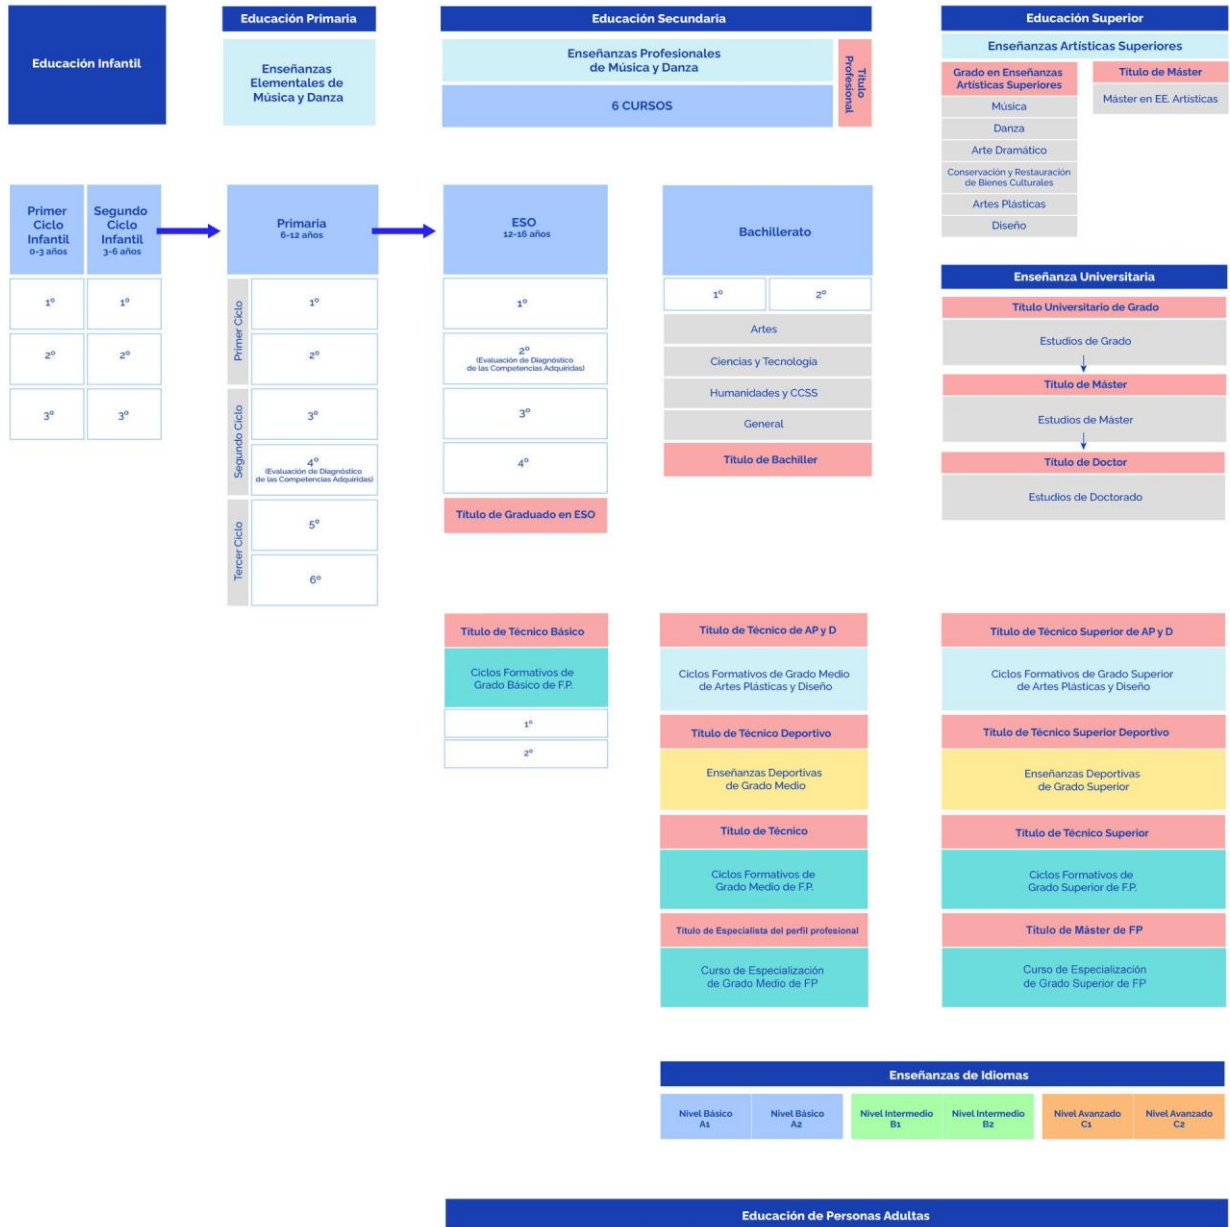 Educación Infantil
Educación Primaria
Enseñanzas
Elementales de
Música y Danza
Educación Secundaria
Enseñanzas Profesionales
de Música y Danza
6 CURSOS
Título
Profesional
Educación Superior
Enseñanzas Artísticas Superiores
Grado en Enseñanzas
Artísticas Superiores
Música
Danza
Arte Dramático
Conservación y Restauración
de Bienes Culturales
Artes Plásticas
Diseño
Título de Máster
Máster en EE. Artísticas
Primer
Ciclo
Infantil
0-3 años
1º
2º
3º
Segundo
Ciclo
Infantil
3-6 años
1º
2º
3º
Primaria
6-12 años
Primer Ciclo
1º
2º
Segundo Ciclo
3º
4º
(Evaluación de Diagnóstico
de las Competencias Adquiridas)
Tercer Ciclo
5º
6º
ESO
12-16 años
1º
2º
(Evaluación de Diagnóstico
de las Competencias Adquiridas)
3º
4º
Título de Graduado en ESO
Bachillerato
1º
2º
Artes
Ciencias y Tecnología
Humanidades y CCSS
General
Título de Bachiller
Enseñanza Universitaria
Título Universitario de Grado
Estudios de Grado
Título de Máster
Estudios de Máster
Título de Doctor
Estudios de Doctorado
Título de Técnico Básico
Ciclos Formativos de
Grado Básico de F.P.
1º
2º
Título de Técnico de AP y D
Ciclos Formativos de Grado Medio
de Artes Plásticas y Diseño
Título de Técnico Deportivo
Enseñanzas Deportivas
de Grado Medio
Título de Técnico
Ciclos Formativos de
Grado Medio de F.P.
Título de Especialista del perfil profesional
Curso de Especialización
de Grado Medio de FP
Título de Técnico Superior de AP y D
Ciclos Formativos de Grado Superior
de Artes Plásticas y Diseño
Título de Técnico Superior Deportivo
Enseñanzas Deportivas
de Grado Superior
Título de Técnico Superior
Ciclos Formativos de
Grado Superior de F.P.
Título de Máster de FP
Curso de Especialización
de Grado Superior de FP
Enseñanzas de Idiomas
Nivel Básico
A1
Nivel Básico
A2
Nivel Intermedio
B1
Nivel Intermedio
B2
Nivel Avanzado
C1
Nivel Avanzado
C2
Educación de Personas Adultas